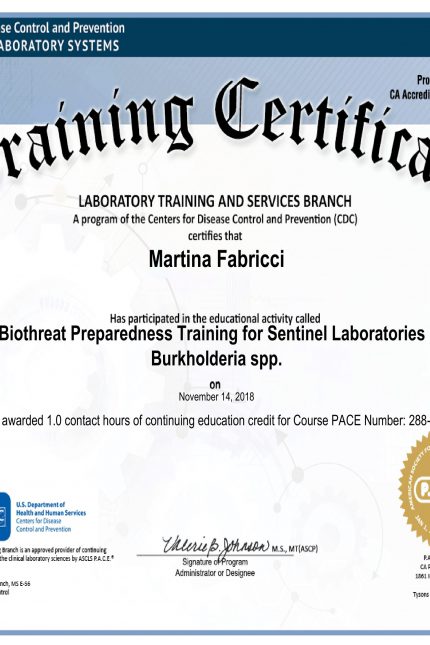 ase Control and Prevention
LABORATORY SYSTEMS
Pro
CA Accredi
raining Certifica
LABORATORY TRAINING AND SERVICES BRANCH
A program of the Centers for Disease Control and Prevention (CDC)
certifies that
Martina Fabricci
Has participated in the educational activity called
Biothreat Preparedness Training for Sentinel Laboratories
Burkholderia spp.
on
November 14, 2018
awarded 1.0 contact hours of continuing education credit for Course PACE Number: 288-
U.S. Department of
Health and Human Services
Centers for Disease
Control and Prevention
g Branch is an approved provider of continuing
the clinical laboratory sciences by ASCLS P.A.C.E.®
Valerie B. Johnson M.S., MT(ASCP)
Signature of Program
Administrator or Designee
nch, MS E-56
ntrol
AMERICAN SOCIETY FO
P.A
CA
1861 I
Tysons